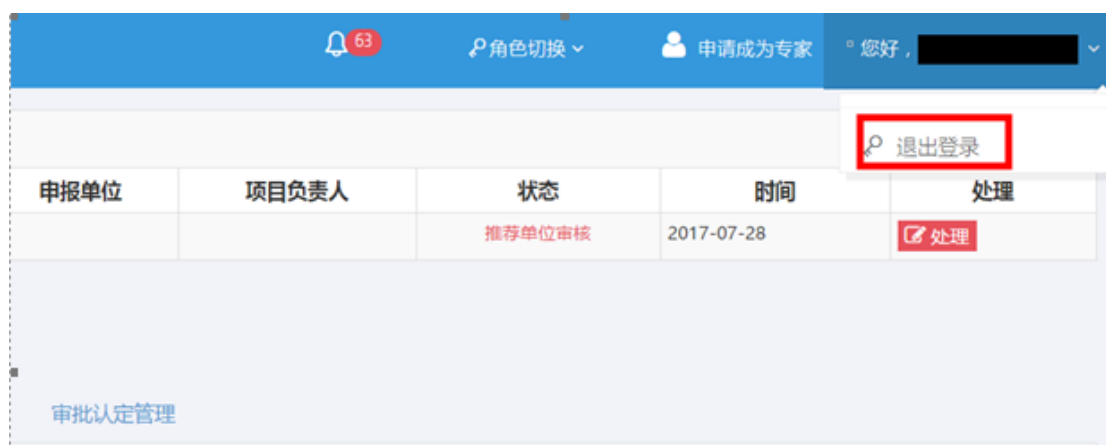 63 角色切换 申请成为专家 您好，
退出登录
申报单位 项目负责人 状态 时间 处理
推荐单位审核 2017-07-28 处理
审批认定管理